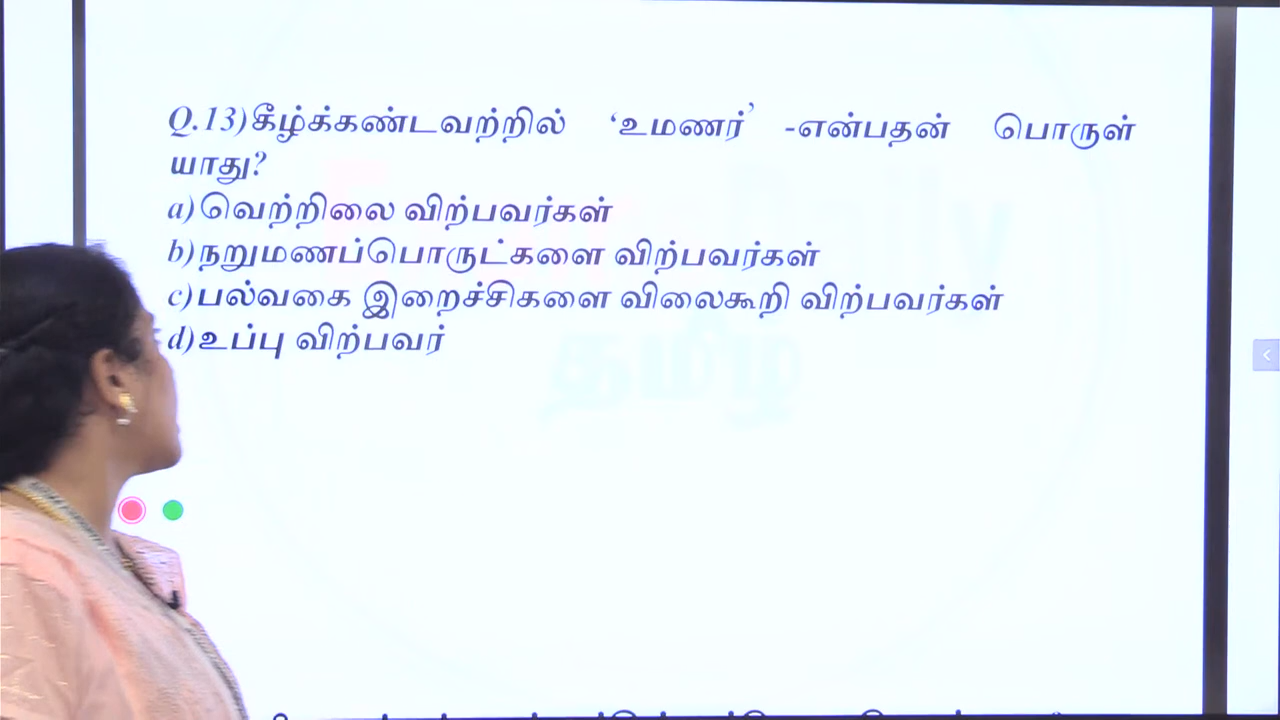 Q.13)கீழ்க்கண்டவற்றில் ‘உமணர்’ -என்பதன் பொருள்
யாது?
a)வெற்றிலை விற்பவர்கள்
b)நறுமணப்பொருட்களை விற்பவர்கள்
c)பல்வகை இறைச்சிகளை விலைகூறி விற்பவர்கள்
d)உப்பு விற்பவர்
தமிழ்